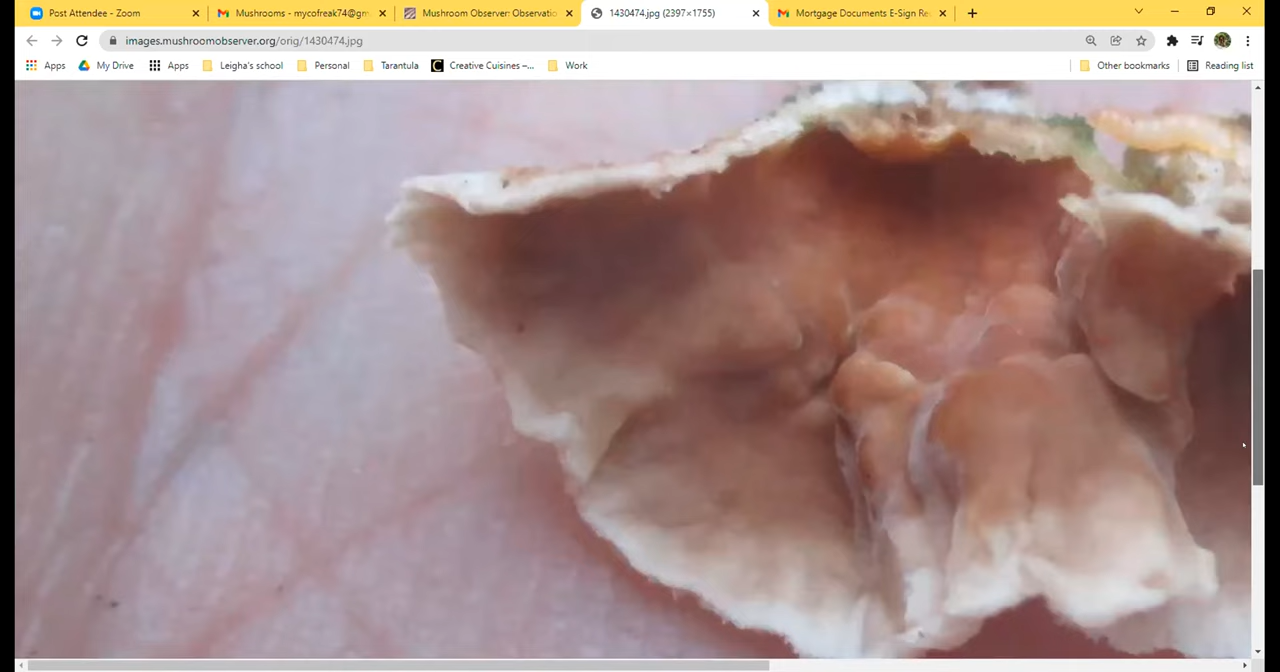 Post Attendee - Zoom
Mushrooms - mycofreak74@gm
Mushroom Observer: Observatio
1430474.jpg (2397×1755)
Mortgage Documents E-Sign Re
images.mushroomobserver.org/orig/1430474.jpg
Apps
My Drive
Apps
Leigha's school
Personal
Tarantula
Creative Cuisines –...
Work
Other bookmarks
Reading list